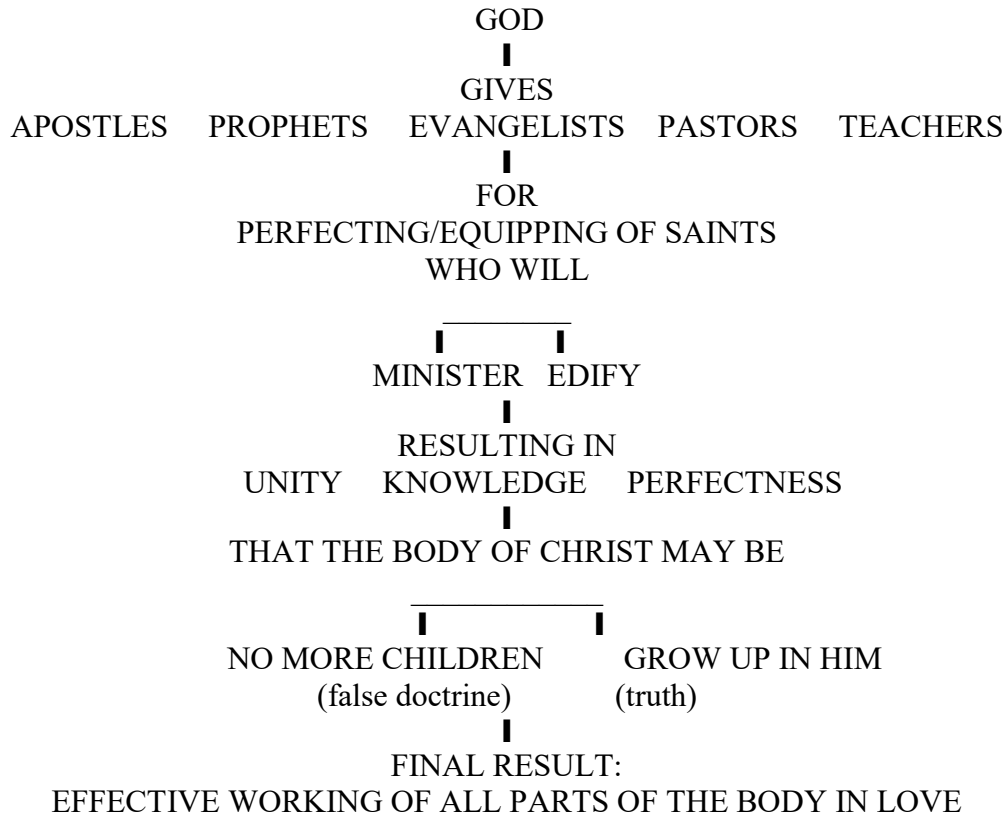 GOD
GIVES
APOSTLES PROPHETS EVANGELISTS PASTORS TEACHERS
FOR
PERFECTING/EQUIPPING OF SAINTS
WHO WILL
MINISTER EDIFY
RESULTING IN
UNITY KNOWLEDGE PERFECTNESS
THAT THE BODY OF CHRIST MAY BE
NO MORE CHILDREN GROW UP IN HIM
(false doctrine) (truth)
FINAL RESULT:
EFFECTIVE WORKING OF ALL PARTS OF THE BODY IN LOVE